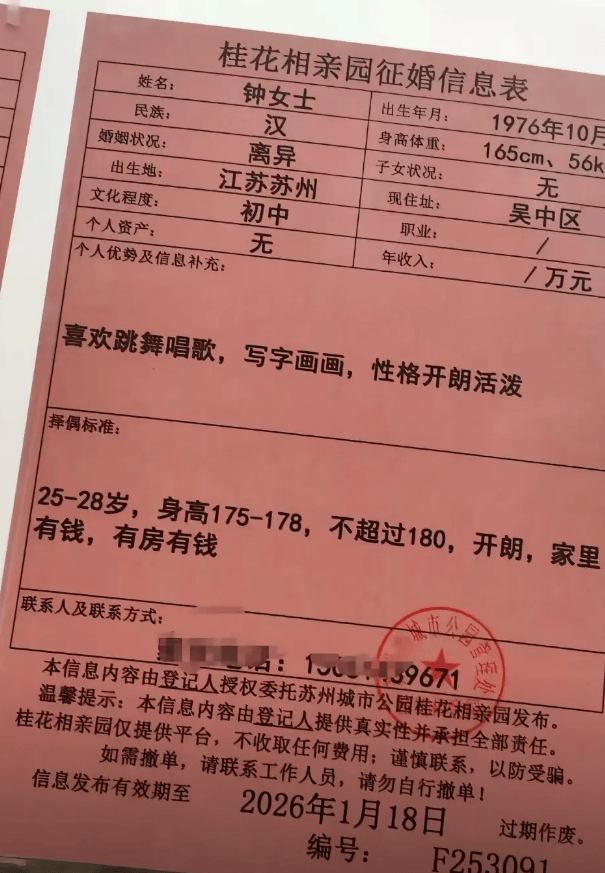 桂花相亲园征婚信息表
姓名： 钟女士 出生年月： 1976年10月
民族： 汉 身高体重： 165cm、56k
婚姻状况： 离异 子女状况： 无
出生地： 江苏苏州 现住址： 吴中区
文化程度： 初中 职业： /
个人资产： 无 年收入： /万元
个人优势及信息补充：
喜欢跳舞唱歌，写字画画，性格开朗活泼
择偶标准：
25-28岁，身高175-178，不超过180，开朗，家里
有钱，有房有钱
联系人及联系方式：
9671
城市公园管理处
本信息内容由登记人授权委托苏州城市公园桂花相亲园发布。
温馨提示：本信息内容由登记人提供真实性并承担全部责任。
桂花相亲园仅提供平台，不收取任何费用；谨慎联系，以防受骗。
如需撤单，请联系工作人员，请勿自行撤单！
信息发布有效期至 2026年1月18日 过期作废。
编号： F253091